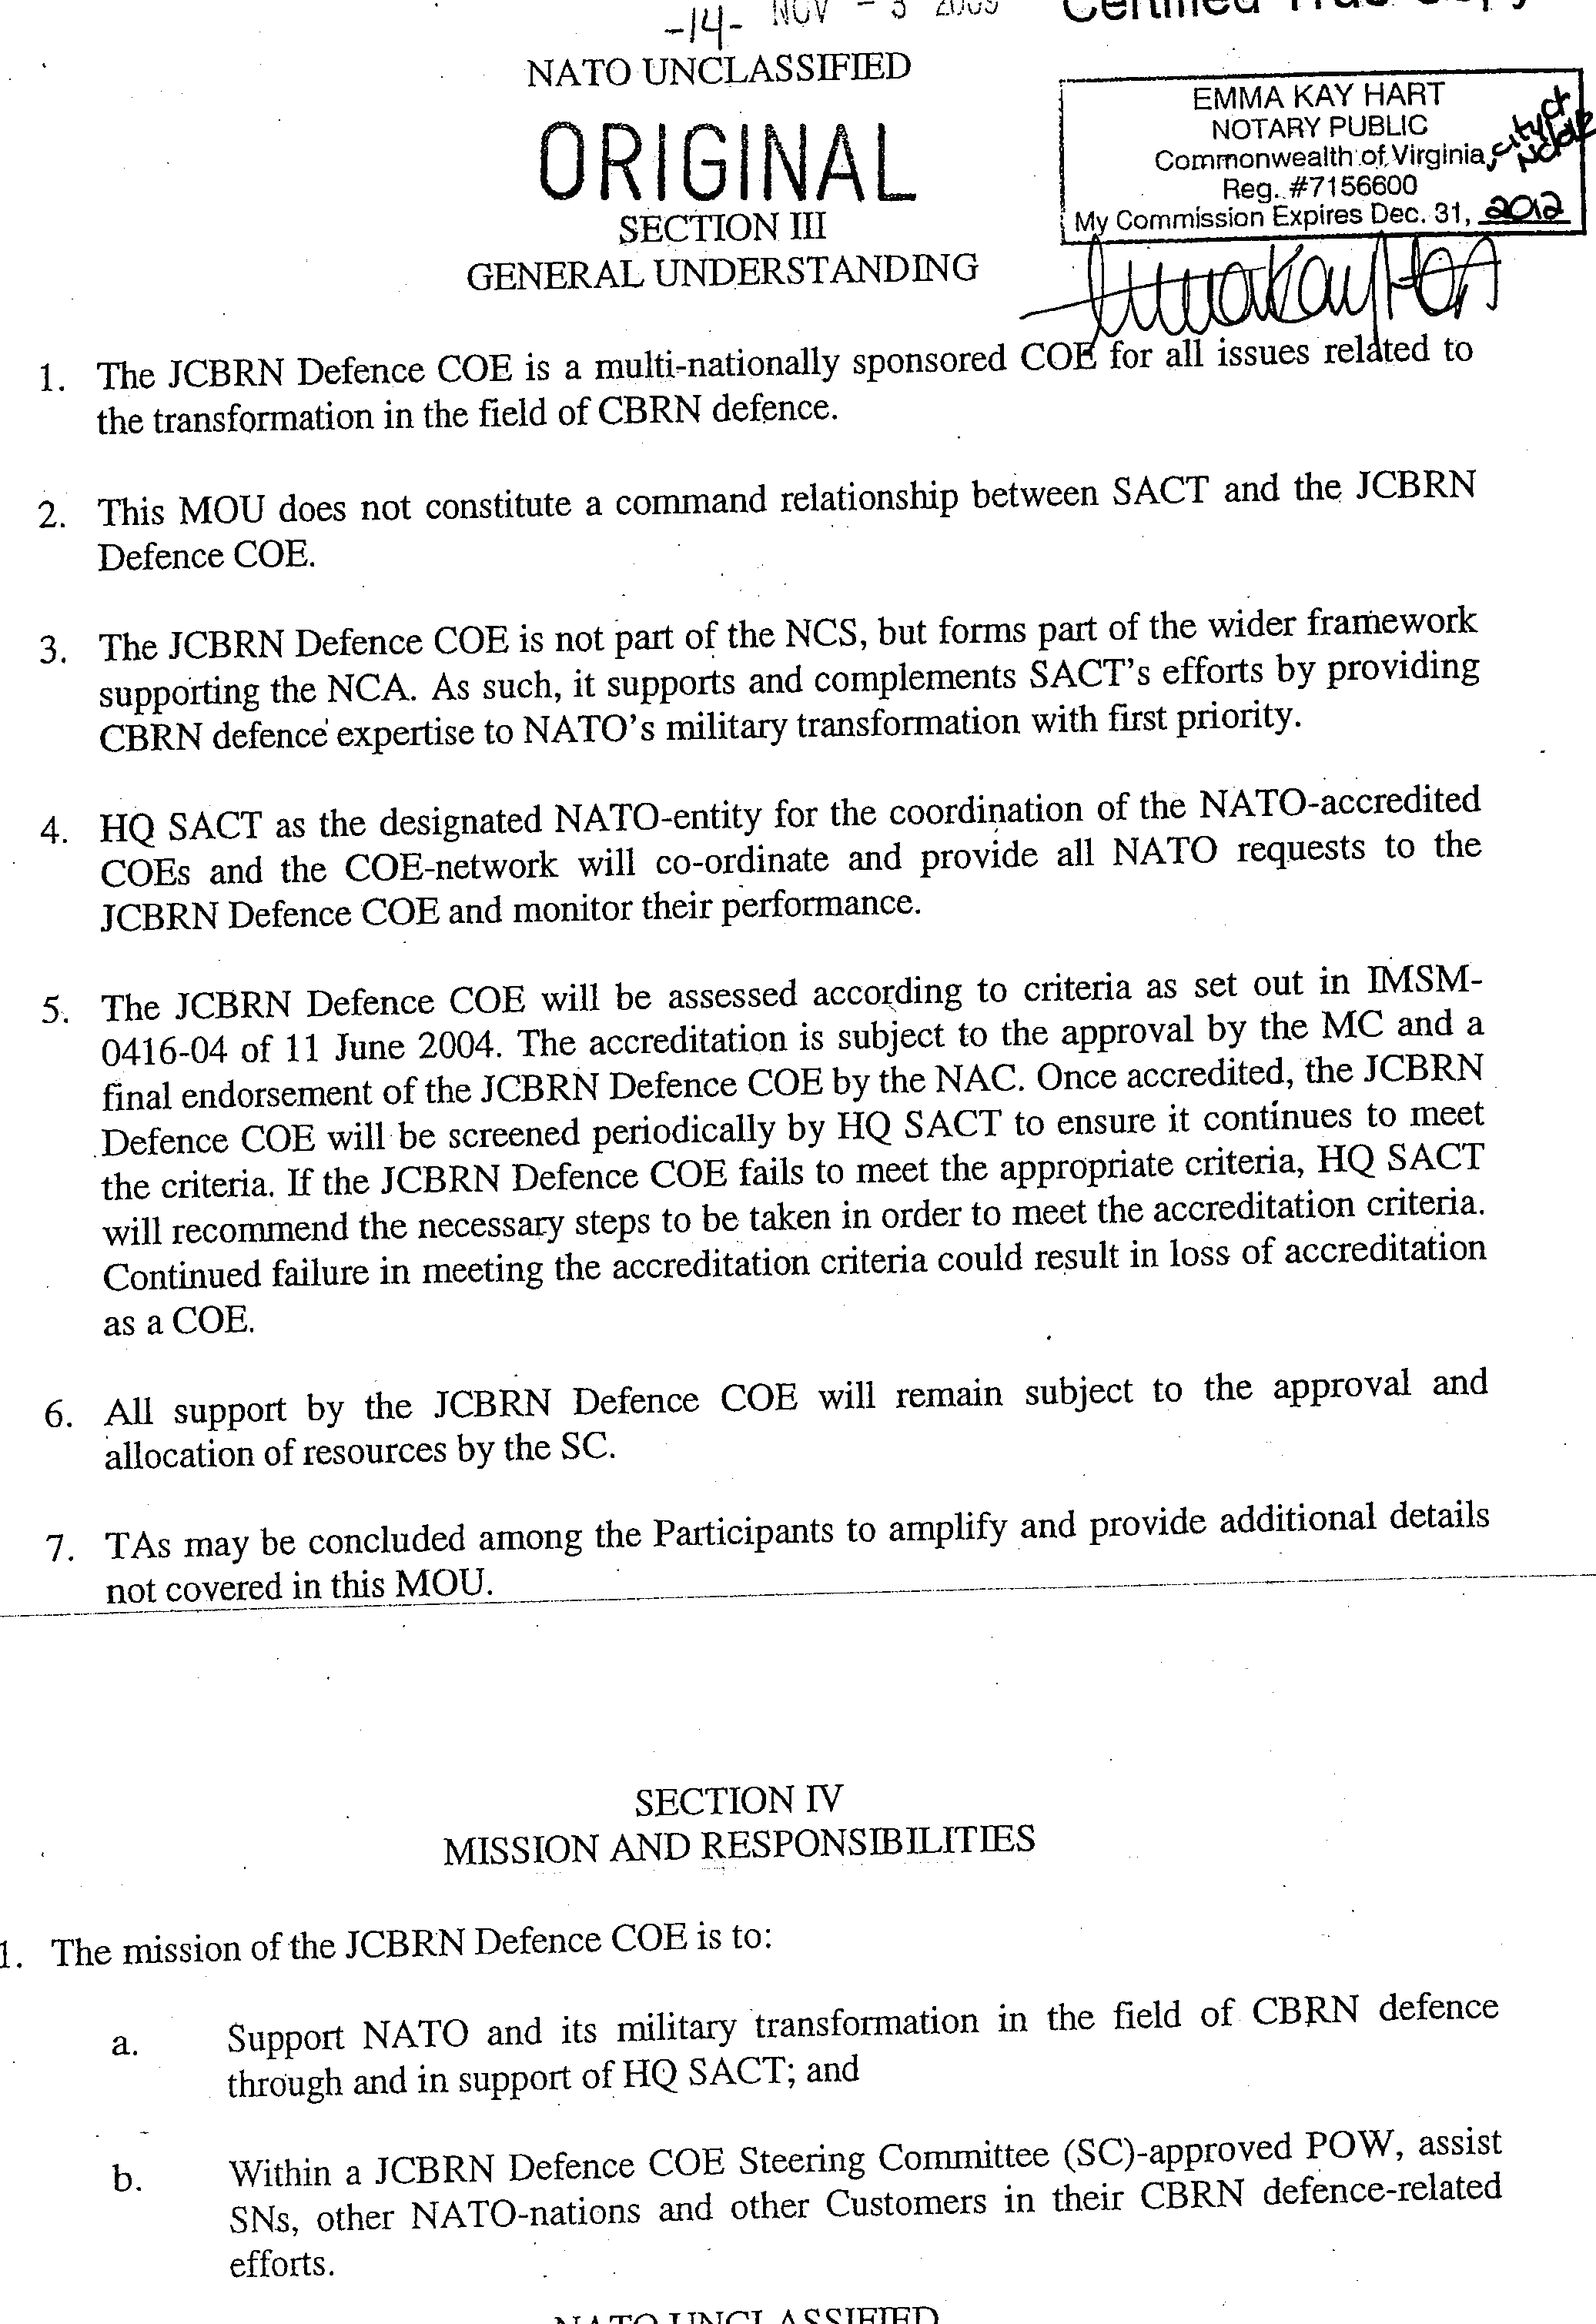 -14- NOV - 3 2009 Certified True Copy
NATO UNCLASSIFIED
EMMA KAY HART
NOTARY PUBLIC
Commonwealth of Virginia, City of
Reg. #7156600
My Commission Expires Dec. 31, 2012
ORIGINAL
SECTION III
GENERAL UNDERSTANDING
Emma Kay Hart
1. The JCBRN Defence COE is a multi-nationally sponsored COE for all issues related to
the transformation in the field of CBRN defence.
2. This MOU does not constitute a command relationship between SACT and the JCBRN
Defence COE.
3. The JCBRN Defence COE is not part of the NCS, but forms part of the wider framework
supporting the NCA. As such, it supports and complements SACT's efforts by providing
CBRN defence expertise to NATO's military transformation with first priority.
4. HQ SACT as the designated NATO-entity for the coordination of the NATO-accredited
COEs and the COE-network will co-ordinate and provide all NATO requests to the
JCBRN Defence COE and monitor their performance.
5. The JCBRN Defence COE will be assessed according to criteria as set out in IMSM-
0416-04 of 11 June 2004. The accreditation is subject to the approval by the MC and a
final endorsement of the JCBRN Defence COE by the NAC. Once accredited, the JCBRN
Defence COE will be screened periodically by HQ SACT to ensure it continues to meet
the criteria. If the JCBRN Defence COE fails to meet the appropriate criteria, HQ SACT
will recommend the necessary steps to be taken in order to meet the accreditation criteria.
Continued failure in meeting the accreditation criteria could result in loss of accreditation
as a COE.
6. All support by the JCBRN Defence COE will remain subject to the approval and
allocation of resources by the SC.
7. TAs may be concluded among the Participants to amplify and provide additional details
not covered in this MOU.
SECTION IV
MISSION AND RESPONSIBILITIES
1. The mission of the JCBRN Defence COE is to:
a. Support NATO and its military transformation in the field of CBRN defence
through and in support of HQ SACT; and
b. Within a JCBRN Defence COE Steering Committee (SC)-approved POW, assist
SNs, other NATO-nations and other Customers in their CBRN defence-related
efforts.
NATO UNCLASSIFIED